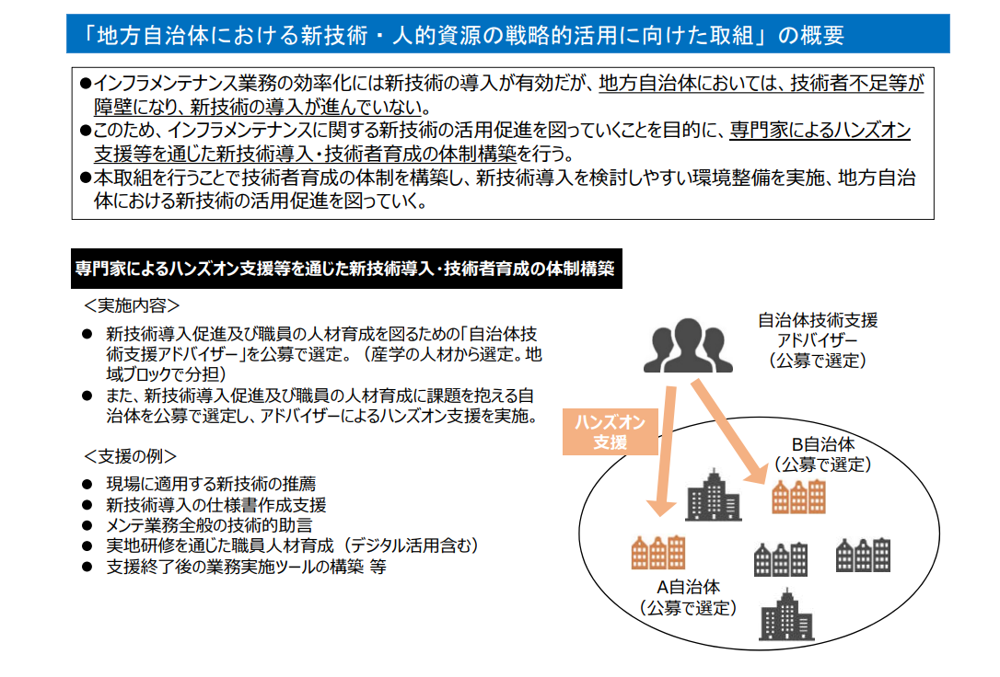 「地方自治体における新技術・人的資源の戦略的活用に向けた取組」の概要
●インフラメンテナンス業務の効率化には新技術の導入が有効だが、地方自治体においては、技術者不足等が
障壁になり、新技術の導入が進んでいない。
●このため、インフラメンテナンスに関する新技術の活用促進を図っていくことを目的に、専門家によるハンズオン
支援等を通じた新技術導入・技術者育成の体制構築を行う。
●本取組を行うことで技術者育成の体制を構築し、新技術導入を検討しやすい環境整備を実施、地方自治
体における新技術の活用促進を図っていく。
専門家によるハンズオン支援等を通じた新技術導入・技術者育成の体制構築
＜実施内容＞
● 新技術導入促進及び職員の人材育成を図るための「自治体技
術支援アドバイザー」を公募で選定。（産学の人材から選定。地
域ブロックで分担）
● また、新技術導入促進及び職員の人材育成に課題を抱える自
治体を公募で選定し、アドバイザーによるハンズオン支援を実施。
＜支援の例＞
● 現場に適用する新技術の推薦
● 新技術導入の仕様書作成支援
● メンテ業務全般の技術的助言
● 実地研修を通じた職員人材育成（デジタル活用含む）
● 支援終了後の業務実施ツールの構築 等
自治体技術支援
アドバイザー
（公募で選定）
ハンズオン
支援
B自治体
（公募で選定）
A自治体
（公募で選定）